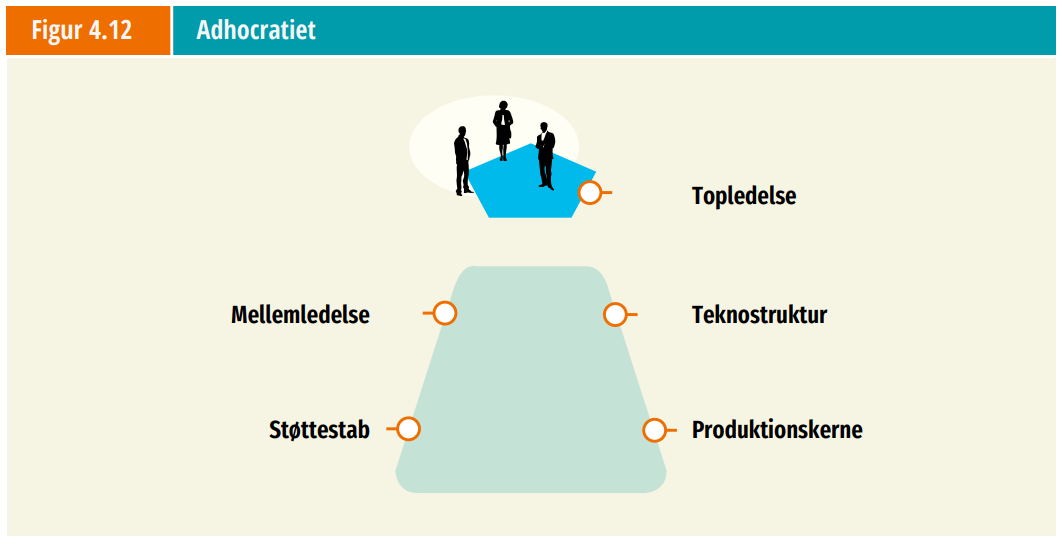 Figur 4.12
Adhocratiet
Topledelse
Mellemledelse
Teknostruktur
Støttestab
Produktionskerne